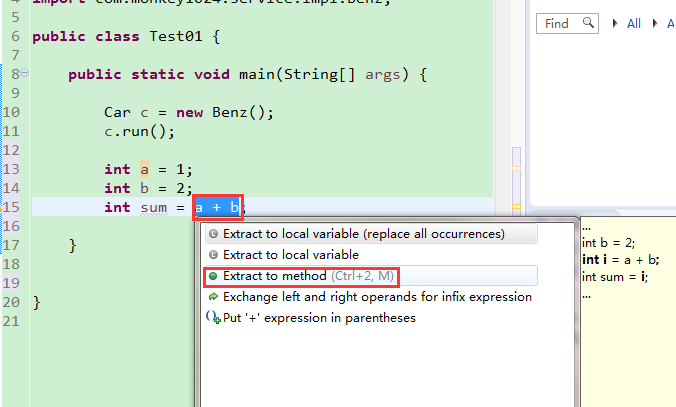 4 import com.monkey1024.service.impl.Benz;
5
6 public class Test01 {
7
8 public static void main(String[] args) {
9
10 Car c = new Benz();
11 c.run();
12
13 int a = 1;
14 int b = 2;
15 int sum = a + b;
16
17 }
18
19
20 }
21
Extract to local variable (replace all occurrences)
Extract to local variable
Extract to method (Ctrl+2, M)
Exchange left and right operands for infix expression
Put '+' expression in parentheses
Find
All
A
...
int b = 2;
int i = a + b;
int sum = i;
...